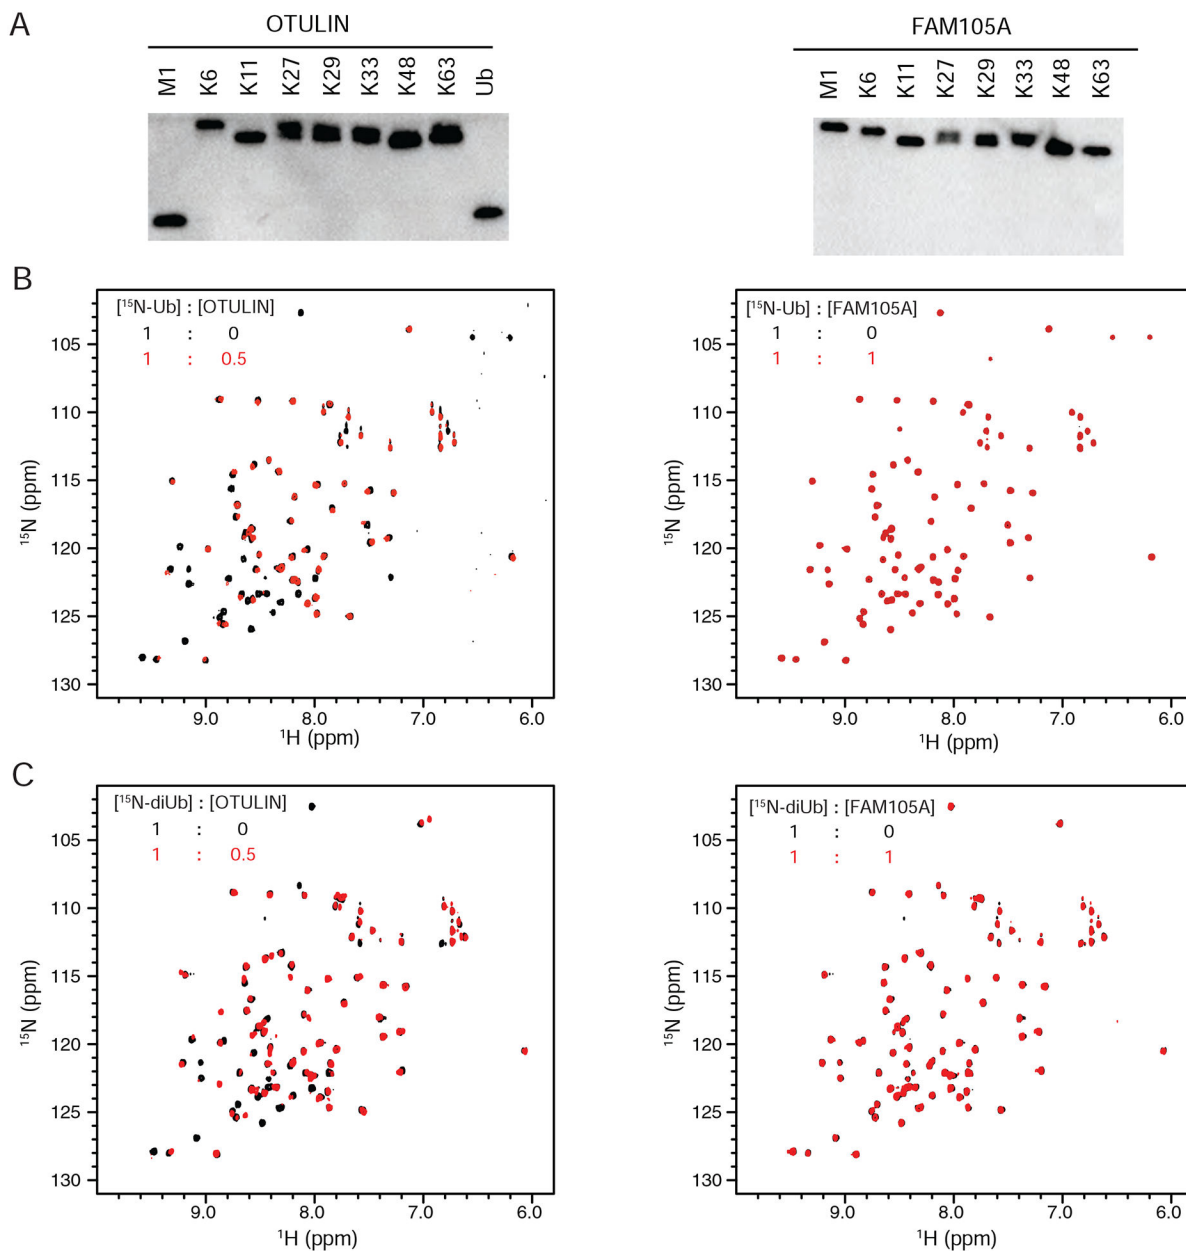 A
OTULIN
M1 K6 K11 K27 K29 K33 K48 K63 Ub
FAM105A
M1 K6 K11 K27 K29 K33 K48 K63
B
[¹⁵N-Ub] : [OTULIN]
1 : 0
1 : 0.5
105
110
115
120
125
130
¹⁵N (ppm)
9.0 8.0 7.0 6.0
¹H (ppm)
[¹⁵N-Ub] : [FAM105A]
1 : 0
1 : 1
105
110
115
120
125
130
¹⁵N (ppm)
9.0 8.0 7.0 6.0
¹H (ppm)
C
[¹⁵N-diUb] : [OTULIN]
1 : 0
1 : 0.5
105
110
115
120
125
130
¹⁵N (ppm)
9.0 8.0 7.0 6.0
¹H (ppm)
[¹⁵N-diUb] : [FAM105A]
1 : 0
1 : 1
105
110
115
120
125
130
¹⁵N (ppm)
9.0 8.0 7.0 6.0
¹H (ppm)